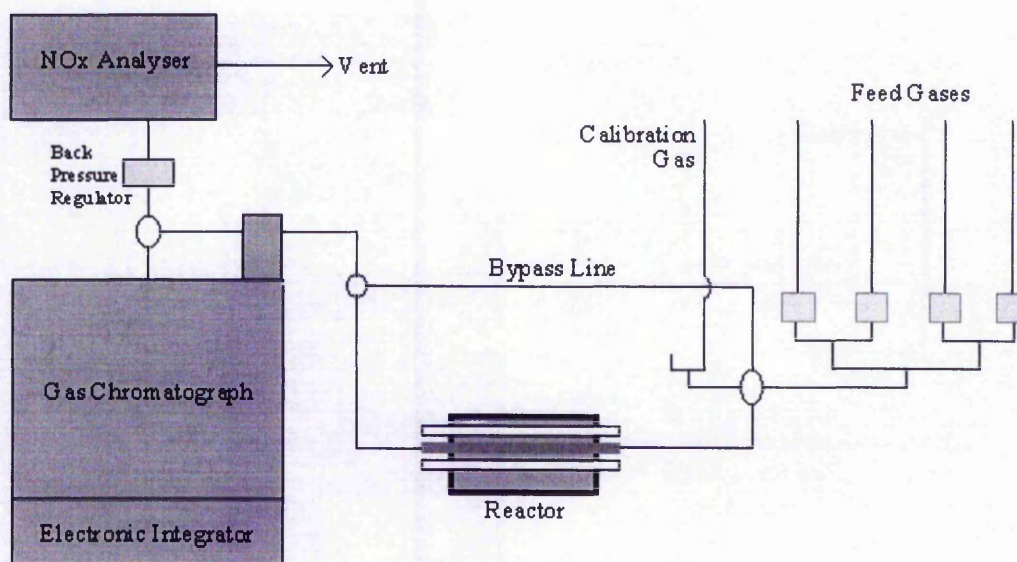 NOx Analyser
Vent
Feed Gases
Calibration
Gas
Back
Pressure
Regulator
Bypass Line
Gas Chromatograph
Reactor
Electronic Integrator